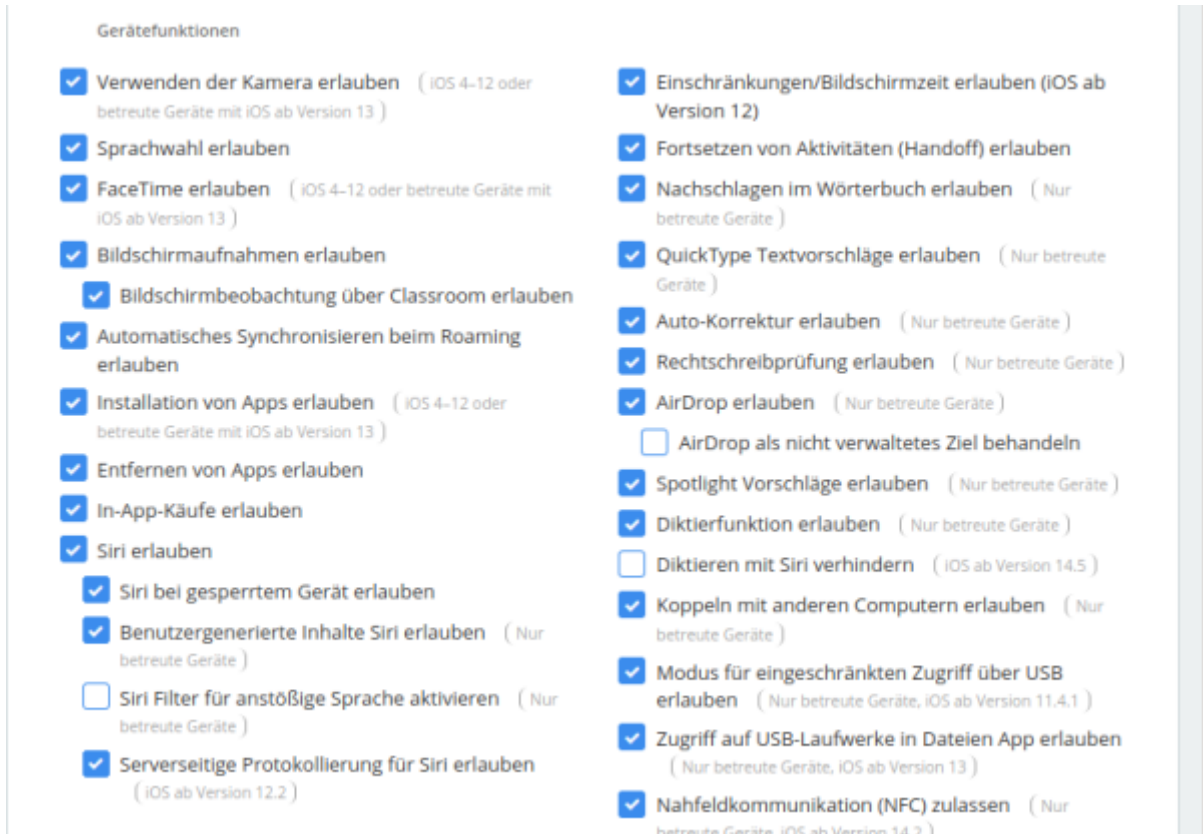 Gerätefunktionen
Verwenden der Kamera erlauben ( iOS 4–12 oder
betreute Geräte mit iOS ab Version 13 )
Sprachwahl erlauben
FaceTime erlauben ( iOS 4–12 oder betreute Geräte mit
iOS ab Version 13 )
Bildschirmaufnahmen erlauben
Bildschirmbeobachtung über Classroom erlauben
Automatisches Synchronisieren beim Roaming
erlauben
Installation von Apps erlauben ( iOS 4–12 oder
betreute Geräte mit iOS ab Version 13 )
Entfernen von Apps erlauben
In-App-Käufe erlauben
Siri erlauben
Siri bei gesperrtem Gerät erlauben
Benutzergenerierte Inhalte Siri erlauben ( Nur
betreute Geräte )
Siri Filter für anstößige Sprache aktivieren ( Nur
betreute Geräte )
Serverseitige Protokollierung für Siri erlauben
( iOS ab Version 12.2 )
Einschränkungen/Bildschirmzeit erlauben (iOS ab
Version 12)
Fortsetzen von Aktivitäten (Handoff) erlauben
Nachschlagen im Wörterbuch erlauben ( Nur
betreute Geräte )
QuickType Textvorschläge erlauben ( Nur betreute
Geräte )
Auto-Korrektur erlauben ( Nur betreute Geräte )
Rechtschreibprüfung erlauben ( Nur betreute Geräte )
AirDrop erlauben ( Nur betreute Geräte )
AirDrop als nicht verwaltetes Ziel behandeln
Spotlight Vorschläge erlauben ( Nur betreute Geräte )
Diktierfunktion erlauben ( Nur betreute Geräte )
Diktieren mit Siri verhindern ( iOS ab Version 14.5 )
Koppeln mit anderen Computern erlauben ( Nur
betreute Geräte )
Modus für eingeschränkten Zugriff über USB
erlauben ( Nur betreute Geräte, iOS ab Version 11.4.1 )
Zugriff auf USB-Laufwerke in Dateien App erlauben
( Nur betreute Geräte, iOS ab Version 13 )
Nahfeldkommunikation (NFC) zulassen ( Nur
betreute Geräte, iOS ab Version 14.2 )